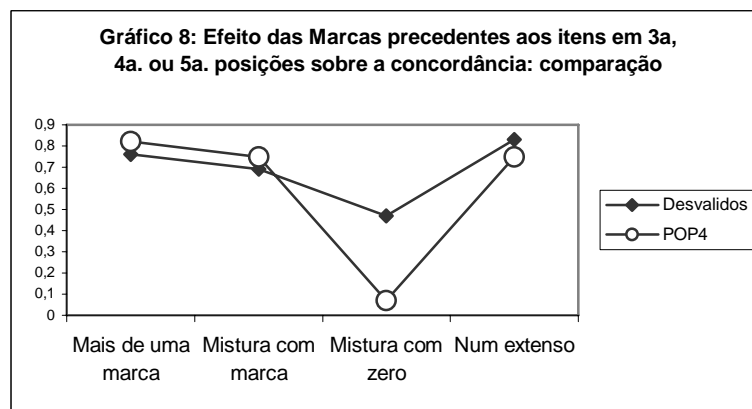 Gráfico 8: Efeito das Marcas precedentes aos itens em 3a,
4a. ou 5a. posições sobre a concordância: comparação
0,9
0,8
0,7
0,6
0,5
0,4
0,3
0,2
0,1
0
Mais de uma
marca
Mistura com
marca
Mistura com
zero
Num extenso
Desvalidos
POP4